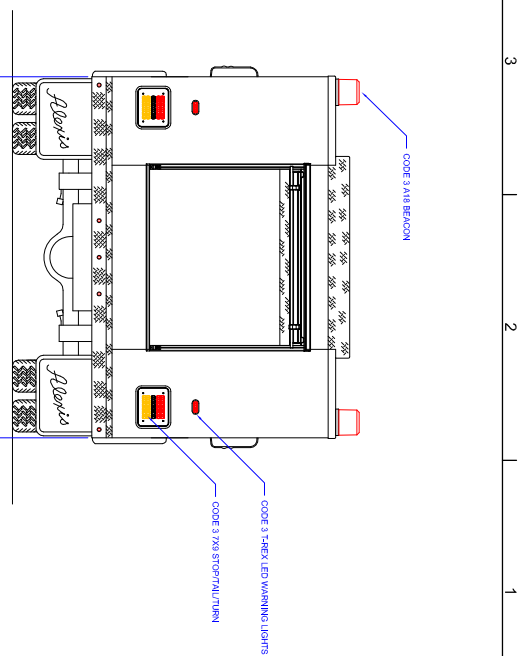 3
2
1
CODE 3 A18 BEACON
CODE 3 T-REX LED WARNING LIGHTS
CODE 3 7X9 STOP/TAIL/TURN
Alexis
Alexis